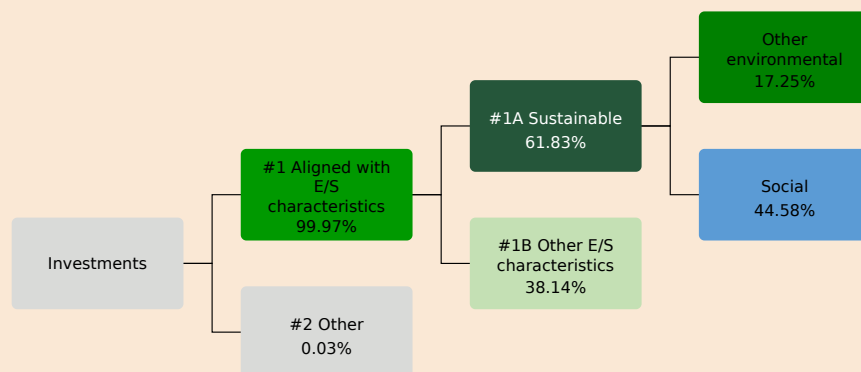 Other
environmental
17.25%
#1A Sustainable
61.83%
#1 Aligned with
E/S
characteristics
99.97%
Social
44.58%
Investments
#1B Other E/S
characteristics
38.14%
#2 Other
0.03%